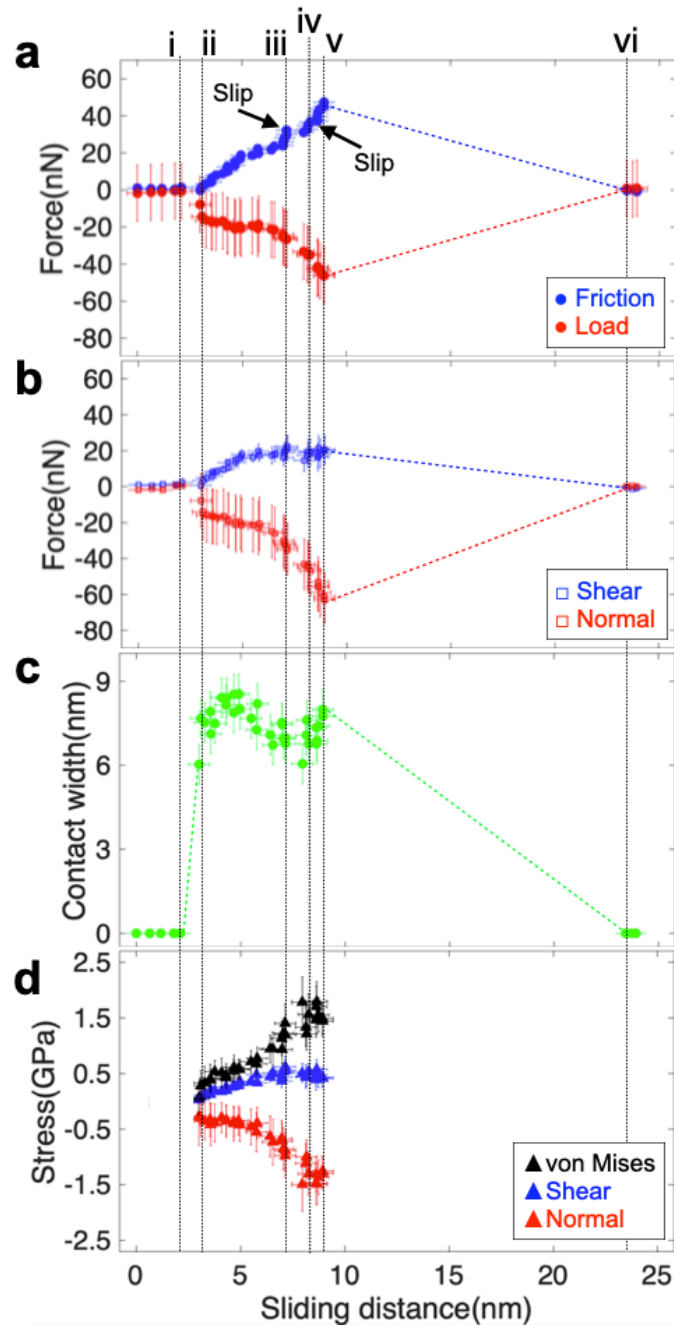 i ii iii iv v vi
a
60
40
20
0
-20
-40
-60
-80
Force(nN)
Slip
Slip
Friction
Load
b
60
40
20
0
-20
-40
-60
-80
Force(nN)
Shear
Normal
c
9
6
3
0
Contact width(nm)
d
2.5
1.5
0.5
-0.5
-1.5
-2.5
Stress(GPa)
von Mises
Shear
Normal
0 5 10 15 20 25
Sliding distance(nm)